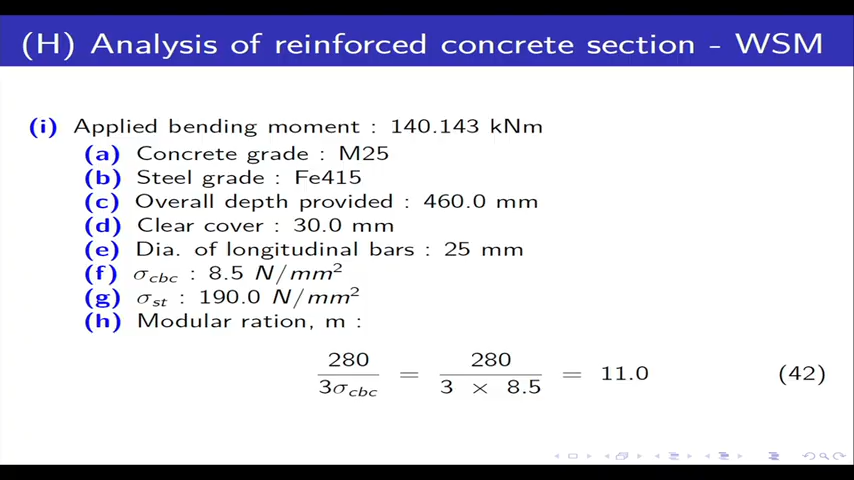 (H) Analysis of reinforced concrete section - WSM
(i) Applied bending moment : 140.143 kNm
(a) Concrete grade : M25
(b) Steel grade : Fe415
(c) Overall depth provided : 460.0 mm
(d) Clear cover : 30.0 mm
(e) Dia. of longitudinal bars : 25 mm
(f) σcbc : 8.5 N/mm²
(g) σst : 190.0 N/mm²
(h) Modular ration, m :
280/3σcbc = 280/3 × 8.5 = 11.0 (42)